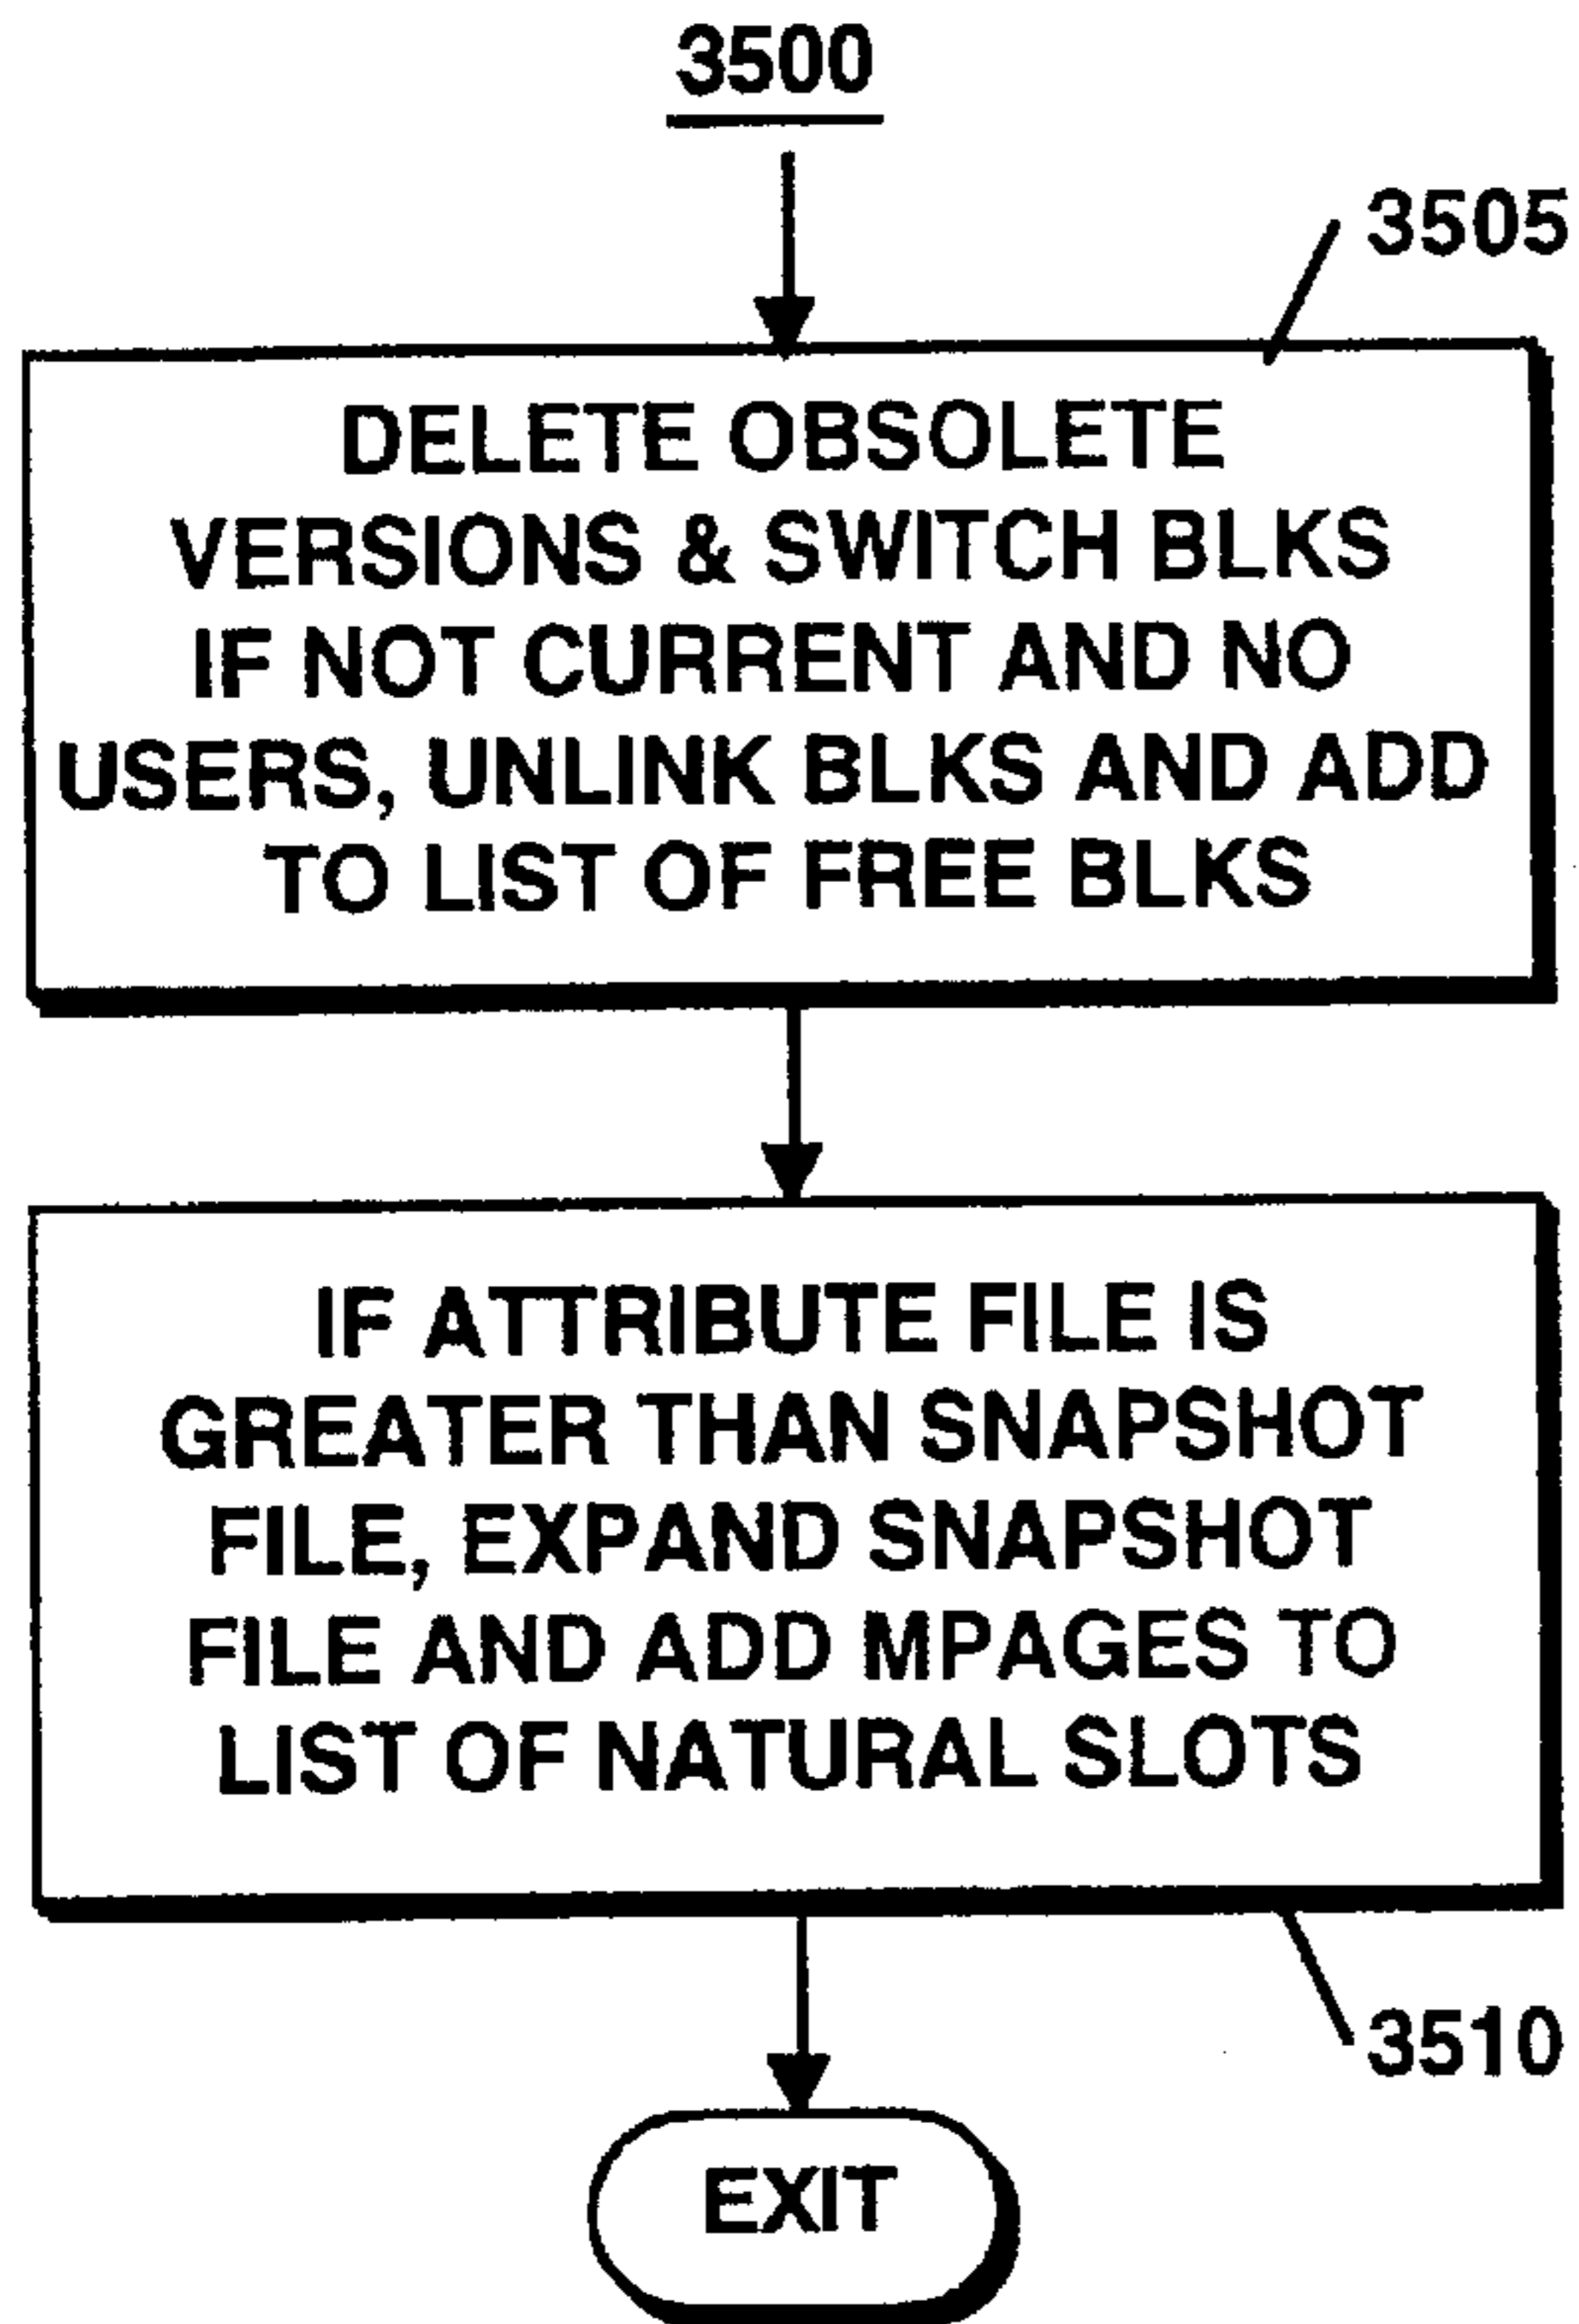 3500
3505
DELETE OBSOLETE
VERSIONS & SWITCH BLKS
IF NOT CURRENT AND NO
USERS, UNLINK BLKS AND ADD
TO LIST OF FREE BLKS
IF ATTRIBUTE FILE IS
GREATER THAN SNAPSHOT
FILE, EXPAND SNAPSHOT
FILE AND ADD MPAGES TO
LIST OF NATURAL SLOTS
3510
EXIT